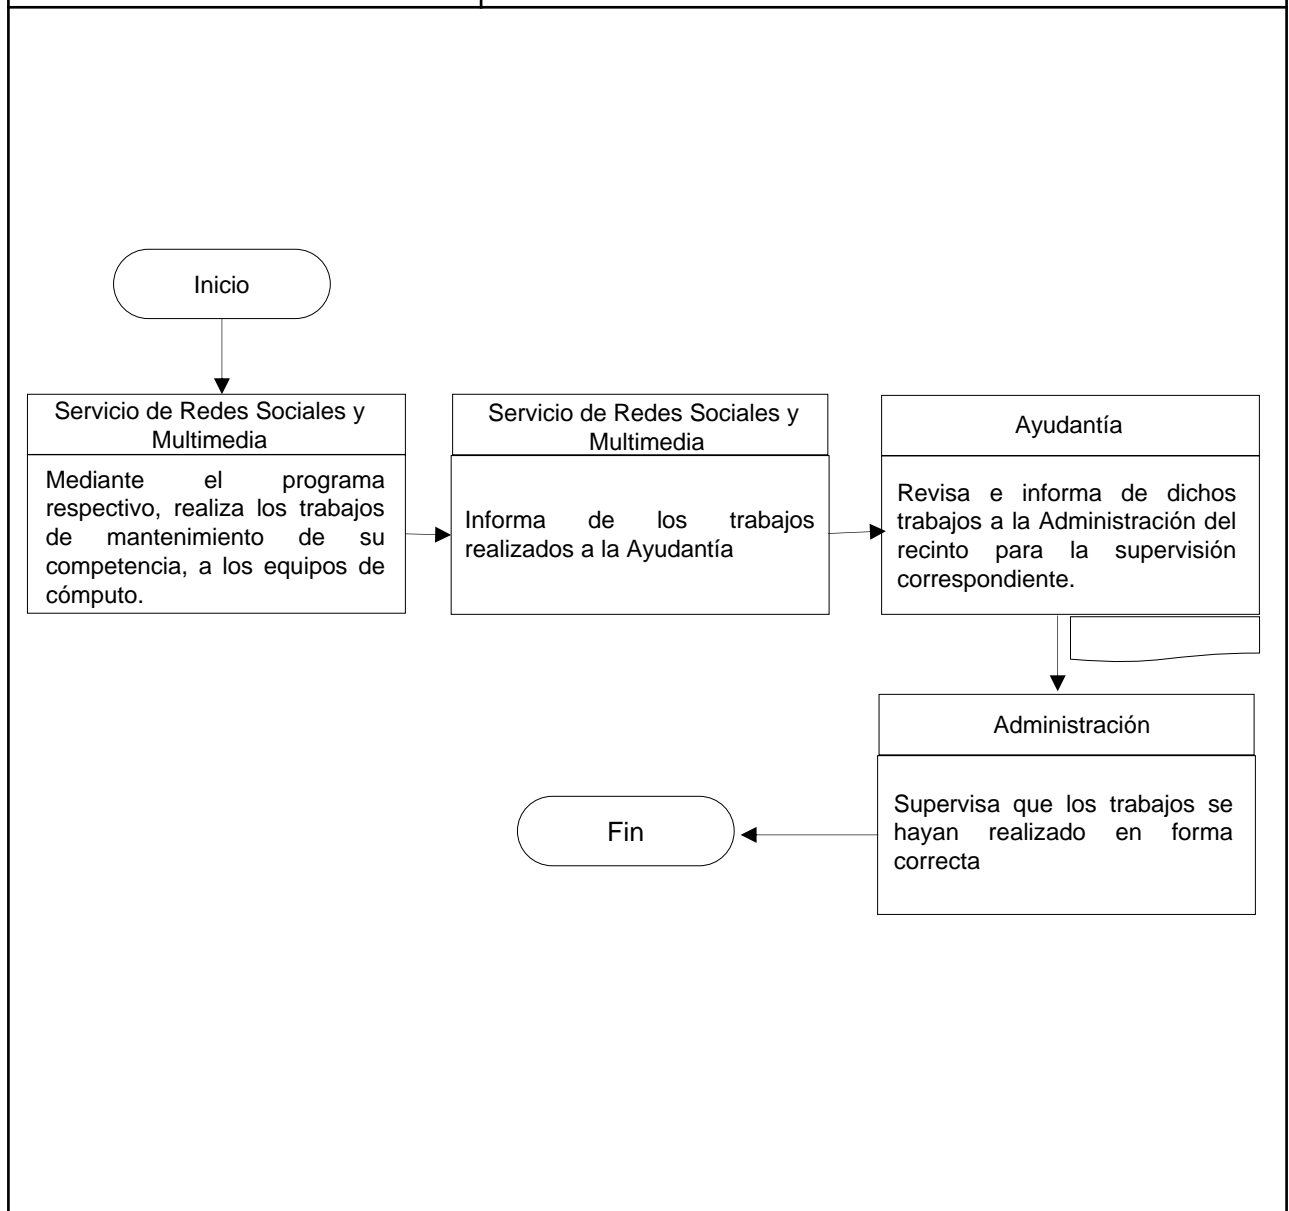 Inicio
Servicio de Redes Sociales y
Multimedia
Mediante el programa
respectivo, realiza los trabajos
de mantenimiento de su
competencia, a los equipos de
cómputo.
Servicio de Redes Sociales y
Multimedia
Informa de los trabajos
realizados a la Ayudantía
Ayudantía
Revisa e informa de dichos
trabajos a la Administración del
recinto para la supervisión
correspondiente.
Administración
Supervisa que los trabajos se
hayan realizado en forma
correcta
Fin